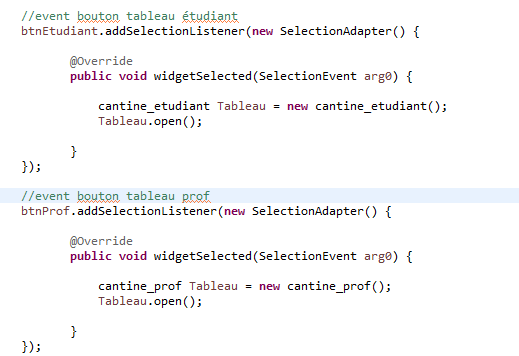 //event bouton tableau étudiant
btnEtudiant.addSelectionListener(new SelectionAdapter() {
@Override
public void widgetSelected(SelectionEvent arg0) {
cantine_etudiant Tableau = new cantine_etudiant();
Tableau.open();
}
});
//event bouton tableau prof
btnProf.addSelectionListener(new SelectionAdapter() {
@Override
public void widgetSelected(SelectionEvent arg0) {
cantine_prof Tableau = new cantine_prof();
Tableau.open();
}
});